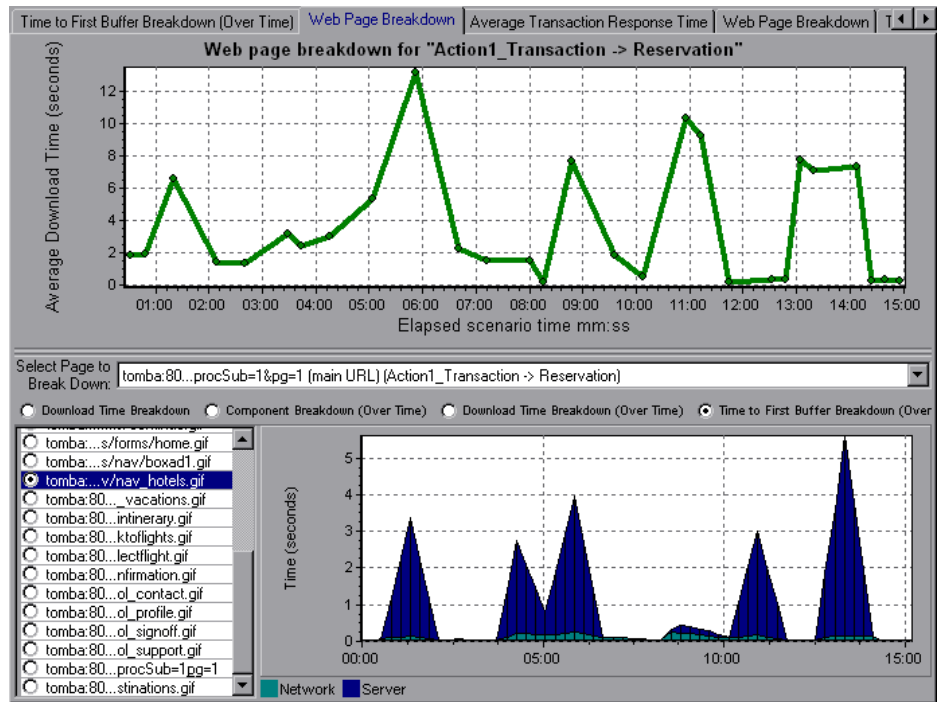 Time to First Buffer Breakdown (Over Time) Web Page Breakdown Average Transaction Response Time Web Page Breakdown
Web page breakdown for "Action1_Transaction -> Reservation"
Average Download Time (seconds)
12
10
8
6
4
2
0
01:00 02:00 03:00 04:00 05:00 06:00 07:00 08:00 09:00 10:00 11:00 12:00 13:00 14:00 15:00
Elapsed scenario time mm:ss
Select Page to
Break Down:
tomba:80...procSub=1&pg=1 (main URL) (Action1_Transaction -> Reservation)
Download Time Breakdown Component Breakdown (Over Time) Download Time Breakdown (Over Time) Time to First Buffer Breakdown (Over
tomba:...s/forms/home.gif
tomba:...s/nav/boxad1.gif
tomba:...v/nav_hotels.gif
tomba:80..._vacations.gif
tomba:80...intinerary.gif
tomba:80...ktoflights.gif
tomba:80...lectflight.gif
tomba:80...nfirmation.gif
tomba:80...ol_contact.gif
tomba:80...ol_profile.gif
tomba:80...ol_signoff.gif
tomba:80...ol_support.gif
tomba:80...procSub=1pg=1
tomba:80...stinations.gif
Time (seconds)
5
4
3
2
1
0
00:00 05:00 10:00 15:00
Network Server